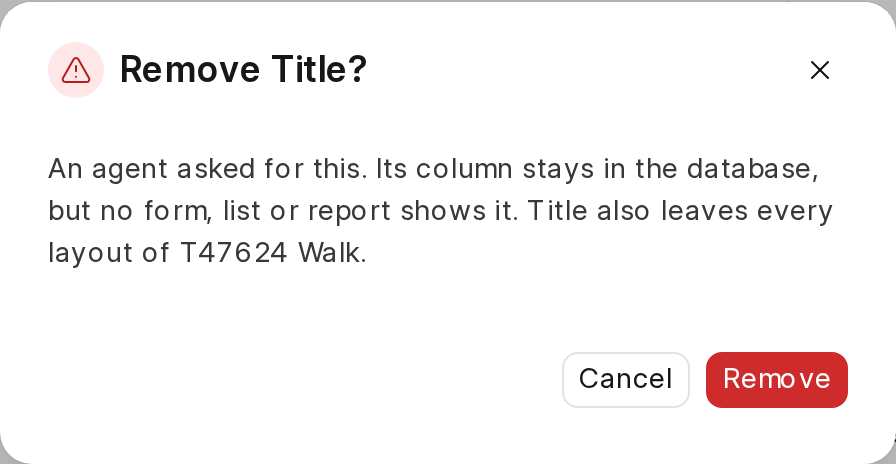 Remove Title?
An agent asked for this. Its column stays in the database,
but no form, list or report shows it. Title also leaves every
layout of T47624 Walk.
Cancel
Remove